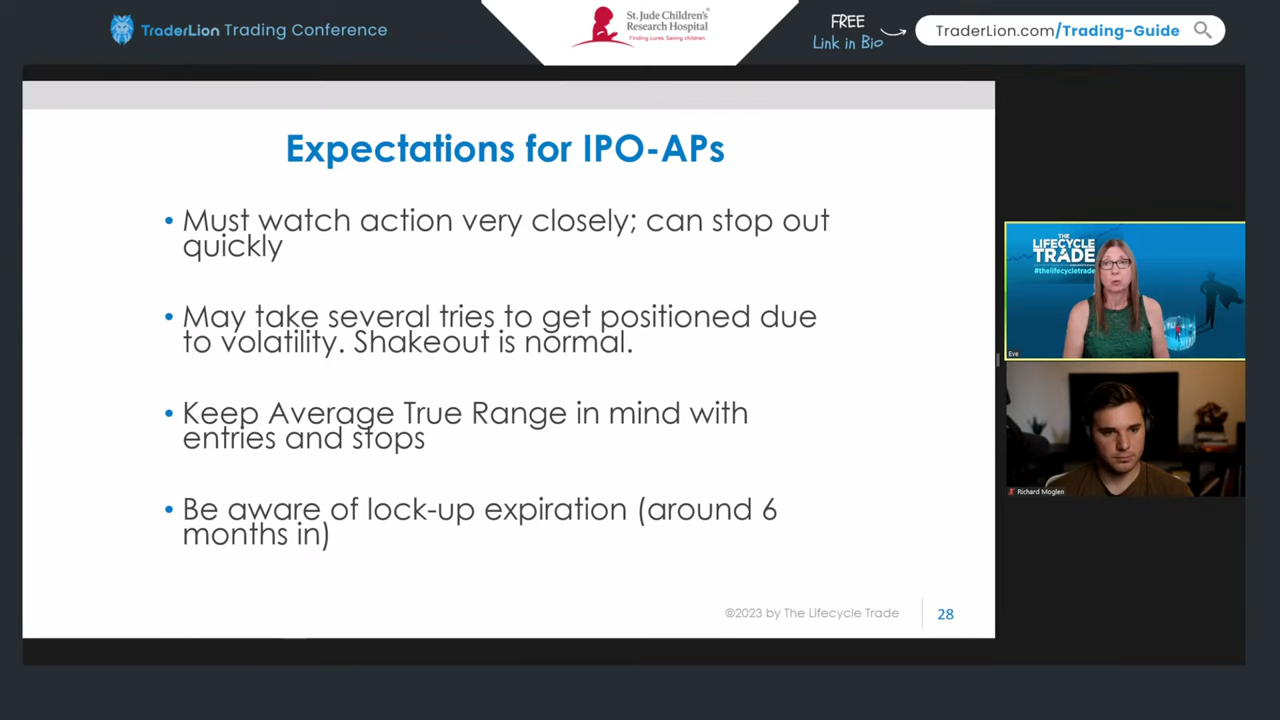 TraderLion Trading Conference
St. Jude Children's
Research Hospital
Finding cures. Saving children.
FREE
Link in Bio
TraderLion.com/Trading-Guide
Expectations for IPO-APs
• Must watch action very closely; can stop out
quickly
• May take several tries to get positioned due
to volatility. Shakeout is normal.
• Keep Average True Range in mind with
entries and stops
• Be aware of lock-up expiration (around 6
months in)
©2023 by The Lifecycle Trade
28
THE
LIFECYCLE
TRADE
#thelifecycletrade
Eve
Richard Moglen